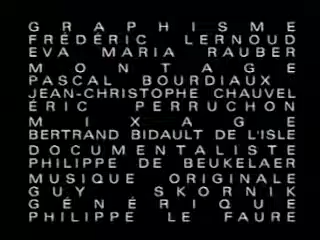 GRAPHISME
FRÉDÉRIC LERNOUD
EVA MARIA RAUBER
MONTAGE
PASCAL BOURDIAUX
JEAN-CHRISTOPHE CHAUVEL
ÉRIC PERRUCHON
MIXAGE
BERTRAND BIDAULT DE L'ISLE
DOCUMENTALISTE
PHILIPPE DE BEUKELAER
MUSIQUE ORIGINALE
GUY SKORNIK
GÉNÉRIQUE
PHILIPPE LE FAURE